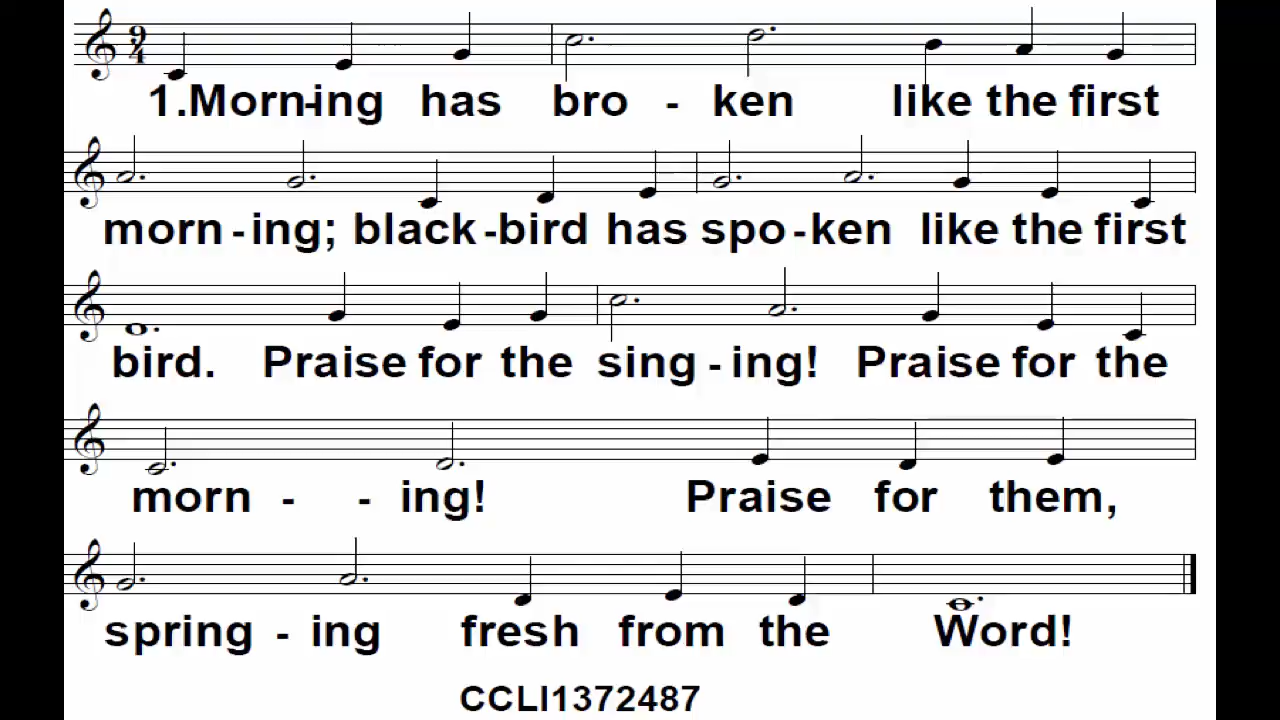 1.Morn-ing has bro - ken like the first
morn-ing; black-bird has spo-ken like the first
bird. Praise for the sing-ing! Praise for the
morn - - ing! Praise for them,
spring - ing fresh from the Word!
CCLI1372487